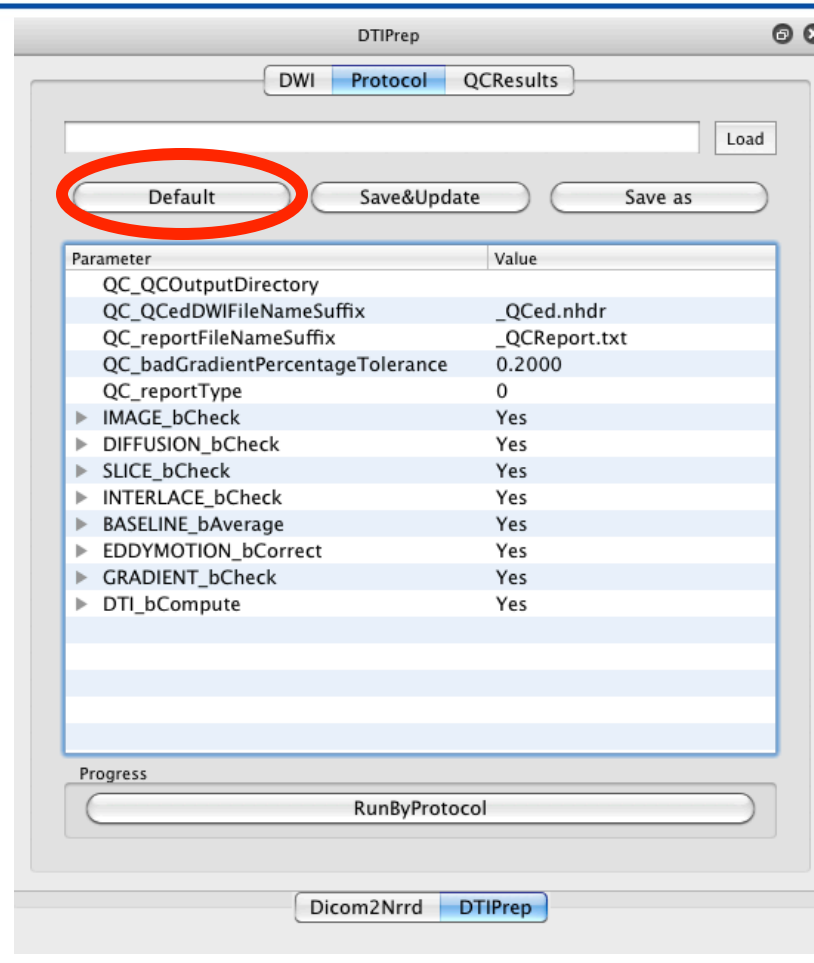 DTIPrep
DWI Protocol QCResults
Load
Default Save&Update Save as
Parameter Value
QC_QCOutputDirectory
QC_QCedDWIFileNameSuffix _QCed.nhdr
QC_reportFileNameSuffix _QCReport.txt
QC_badGradientPercentageTolerance 0.2000
QC_reportType 0
IMAGE_bCheck Yes
DIFFUSION_bCheck Yes
SLICE_bCheck Yes
INTERLACE_bCheck Yes
BASELINE_bAverage Yes
EDDYMOTION_bCorrect Yes
GRADIENT_bCheck Yes
DTI_bCompute Yes
Progress
RunByProtocol
Dicom2Nrrd DTIPrep